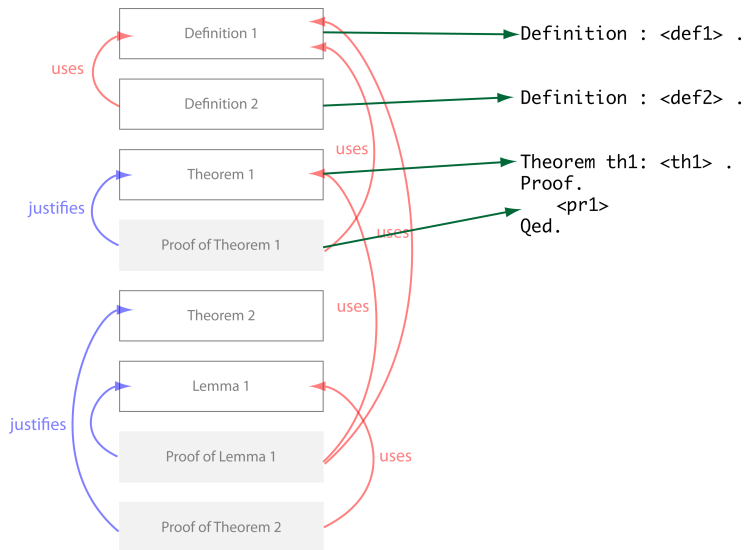 Definition 1
Definition : <def1> .
uses
Definition 2
Definition : <def2> .
uses
Theorem 1
Theorem th1: <th1> .
Proof.
justifies
<pr1>
Qed.
Proof of Theorem 1
uses
Theorem 2
uses
Lemma 1
justifies
Proof of Lemma 1
uses
Proof of Theorem 2